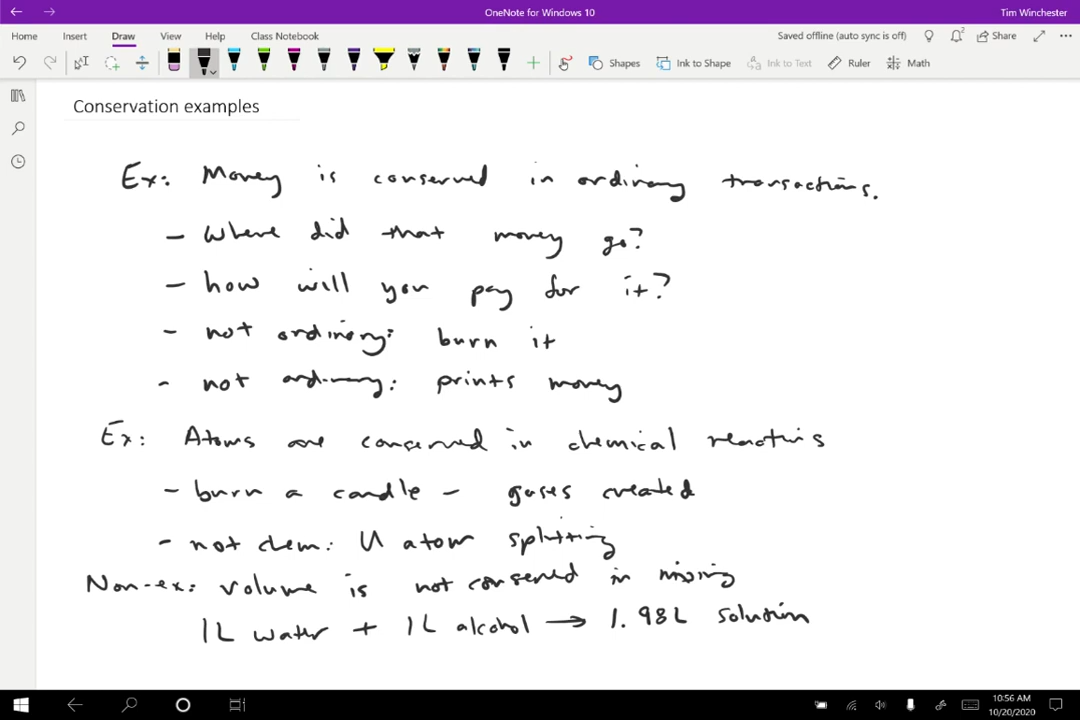 OneNote for Windows 10
Tim Winchester
Home Insert Draw View Help Class Notebook
Saved offline (auto sync is off) Share
Shapes Ink to Shape Ink to Text Ruler Math
Conservation examples
Ex: Money is conserved in ordinary transactions.
- Where did that money go?
- how will you pay for it?
- not ordinary: burn it
- not ordinary: prints money
Ex: Atoms are conserved in chemical reactions
- burn a candle - gases created
- not chem: U atom splitting
Non-ex: volume is not conserved in mixing
1L water + 1L alcohol → 1.98L solution
10:56 AM
10/20/2020